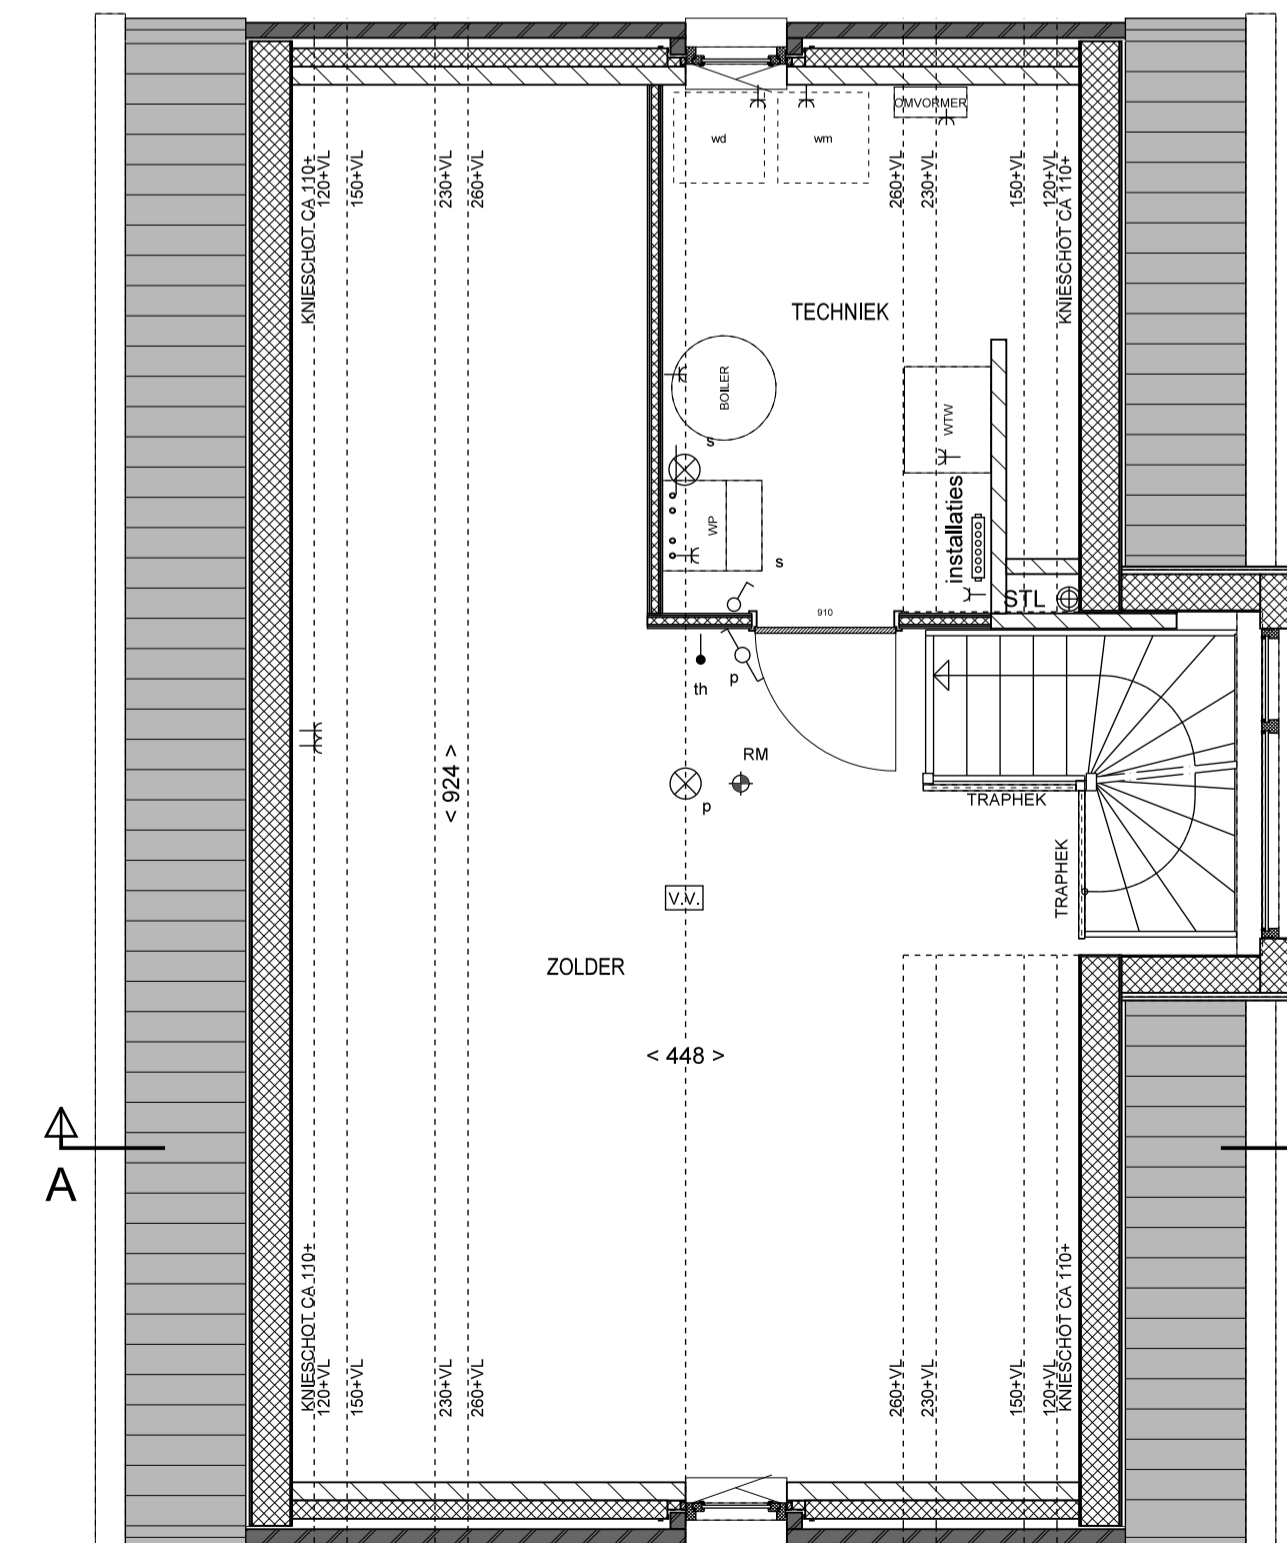 wd
wm
OMVORMER
KNIESCHOT CA 110+
120+VL
150+VL
230+VL
260+VL
260+VL
230+VL
150+VL
120+VL
KNIESCHOT CA 110+
TECHNIEK
BOILER
s
WTW
WP
installaties
s
STL
910
th
p
RM
< 924 >
p
TRAPHEK
TRAPHEK
V.V.
ZOLDER
< 448 >
A
KNIESCHOT CA 110+
120+VL
150+VL
230+VL
260+VL
260+VL
230+VL
150+VL
120+VL
KNIESCHOT CA 110+